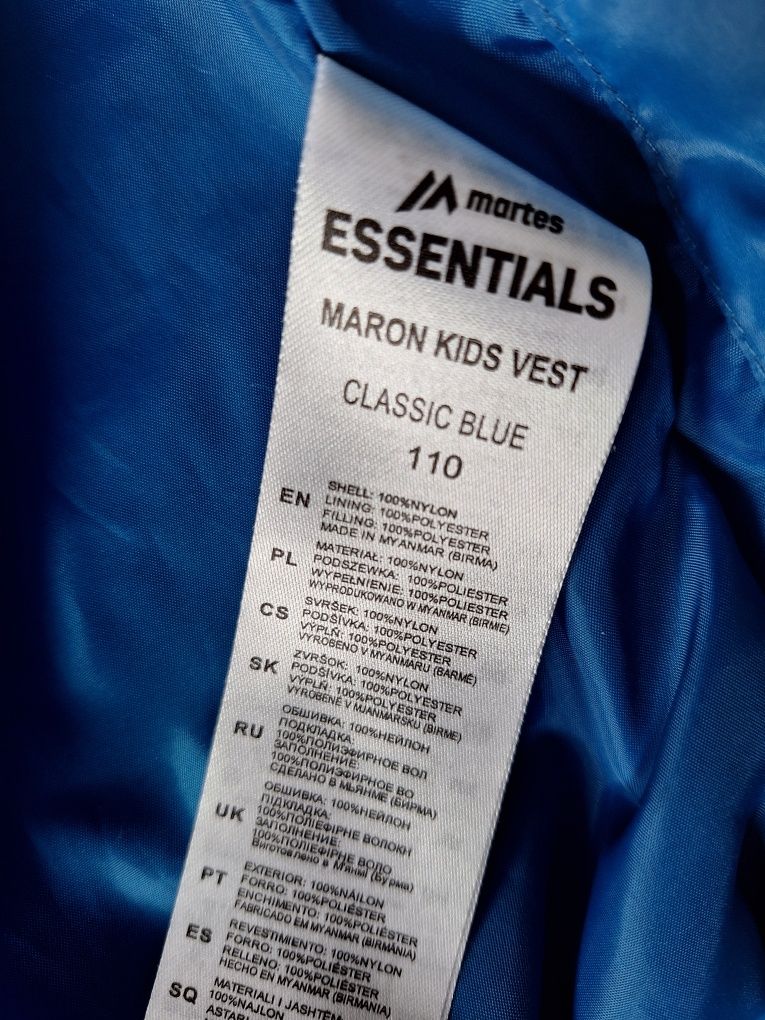 martes
ESSENTIALS
MARON KIDS VEST
CLASSIC BLUE
110
EN SHELL: 100%NYLON
LINING: 100%POLYESTER
FILLING: 100%POLYESTER
MADE IN MYANMAR (BIRMA)
PL MATERIAŁ: 100%NYLON
PODSZEWKA: 100%POLIESTER
WYPEŁNIENIE: 100%POLIESTER
WYPRODUKOWANO W MYANMAR (BIRMIE)
CS SVRŠEK: 100%NYLON
PODŠÍVKA: 100%POLYESTER
VÝPLŇ: 100%POLYESTER
VYROBENO V MYANMARU (BARMĚ)
SK ZVRŠOK: 100%NYLON
PODŠÍVKA: 100%POLYESTER
VÝPLŇ: 100%POLYESTER
VYROBENÉ V MJANMARSKU (BIRME)
RU ОБШИВКА: 100%НЕЙЛОН
ПОДКЛАДКА:
100%ПОЛИЭФИРНОЕ ВОЛ
ЗАПОЛНЕНИЕ:
100%ПОЛИЭФИРНОЕ ВО
СДЕЛАНО В МЬЯНМЕ (БИРМА)
UK ОБШИВКА: 100%НЕЙЛОН
ПІДКЛАДКА:
100%ПОЛІЕФІРНЕ ВОЛОКН
ЗАПОВНЕННЯ:
100%ПОЛІЕФІРНЕ ВОЛО
Виготовлено в М'янмі (Бурма)
PT EXTERIOR: 100%NÁILON
FORRO: 100%POLIÉSTER
ENCHIMENTO: 100%POLIÉSTER
FABRICADO EM MYANMAR (BIRMÂNIA)
ES REVESTIMIENTO: 100%NYLON
FORRO: 100%POLIÉSTER
RELLENO: 100%POLIÉSTER
HECHO EN MYANMAR (BIRMANIA)
SQ MATERIALI I JASHTËM
100%NAJLON